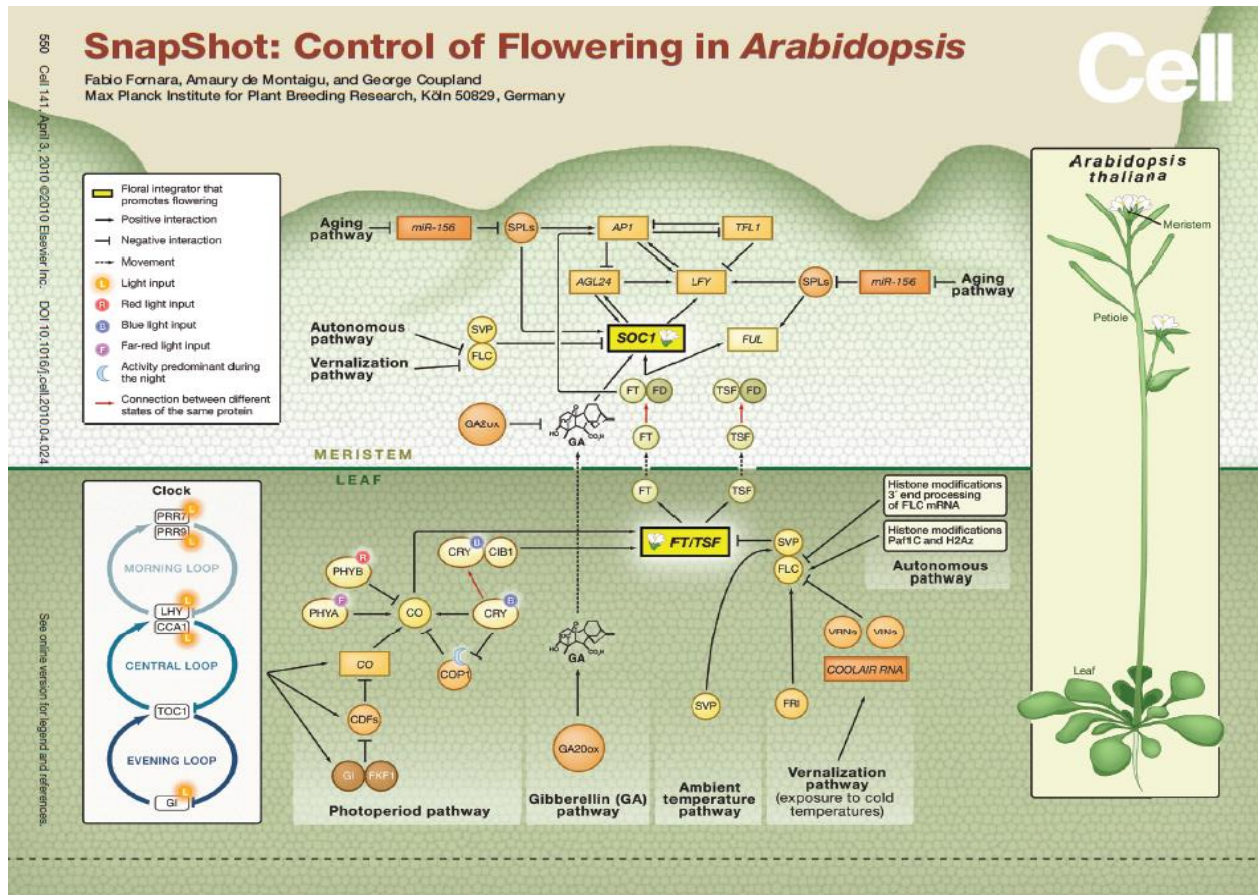 SnapShot: Control of Flowering in Arabidopsis
Fabio Fornara, Amaury de Montaigu, and George Coupland
Max Planck Institute for Plant Breeding Research, Köln 50829, Germany
Cell
550 Cell 141, April 3, 2010 ©2010 Elsevier Inc. DOI 10.1016/j.cell.2010.04.024
See online version for legend and references.
Floral integrator that
promotes flowering
Positive interaction
Negative interaction
Movement
L Light input
R Red light input
B Blue light input
F Far-red light input
Activity predominant during
the night
Connection between different
states of the same protein
Aging
pathway
miR-156
SPLs
AP1
TFL1
AGL24
LFY
SPLs
miR-156
Aging
pathway
Autonomous
pathway
Vernalization
pathway
SVP
FLC
SOC1
FUL
FT FD
TSF FD
GA2ox
GA
FT
TSF
MERISTEM
LEAF
Clock
PRR7 L
PRR9 L
MORNING LOOP
LHY L
CCA1 L
CENTRAL LOOP
TOC1
EVENING LOOP
GI L
FT
TSF
FT/TSF
CRY B CIB1
PHYB R
PHYA F
CO
CRY B
CO
COP1
CDFs
GI FKF1
Photoperiod pathway
GA
GA20ox
Gibberellin (GA)
pathway
SVP
FLC
Histone modifications
3' end processing
of FLC mRNA
Histone modifications
Paf1C and H2Az
Autonomous
pathway
SVP
FRI
VRNs VINs
COOLAIR RNA
Ambient
temperature
pathway
Vernalization
pathway
(exposure to cold
temperatures)
Arabidopsis
thaliana
Meristem
Petiole
Leaf